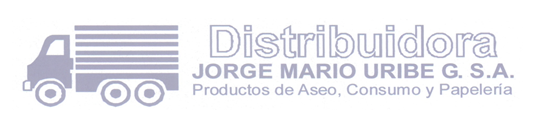 Distribuidora
JORGE MARIO URIBE G. S.A.
Productos de Aseo, Consumo y Papelería